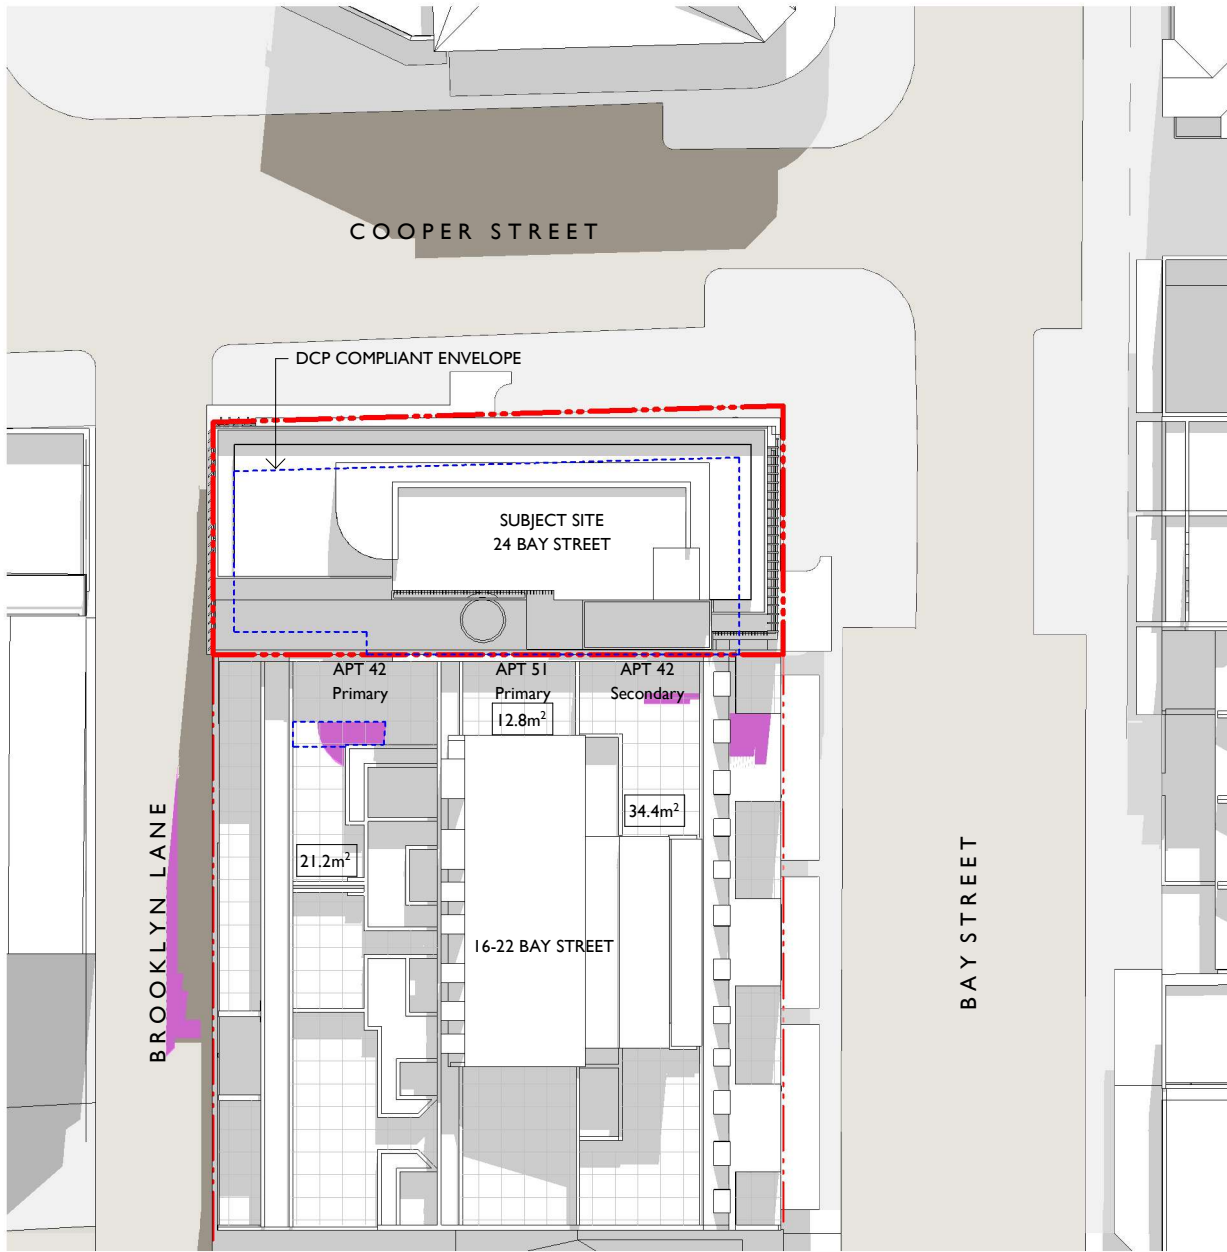 COOPER STREET
DCP COMPLIANT ENVELOPE
SUBJECT SITE
24 BAY STREET
APT 42
Primary
APT 51
Primary
12.8m²
APT 42
Secondary
34.4m²
21.2m²
16-22 BAY STREET
BROOKLYN LANE
BAY STREET